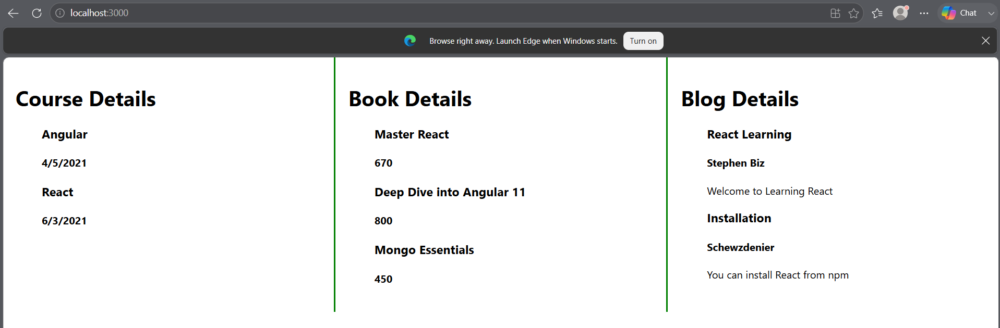 localhost:3000
Chat
Browse right away. Launch Edge when Windows starts.
Turn on
Course Details
Angular
4/5/2021
React
6/3/2021
Book Details
Master React
670
Deep Dive into Angular 11
800
Mongo Essentials
450
Blog Details
React Learning
Stephen Biz
Welcome to Learning React
Installation
Schewzdenier
You can install React from npm